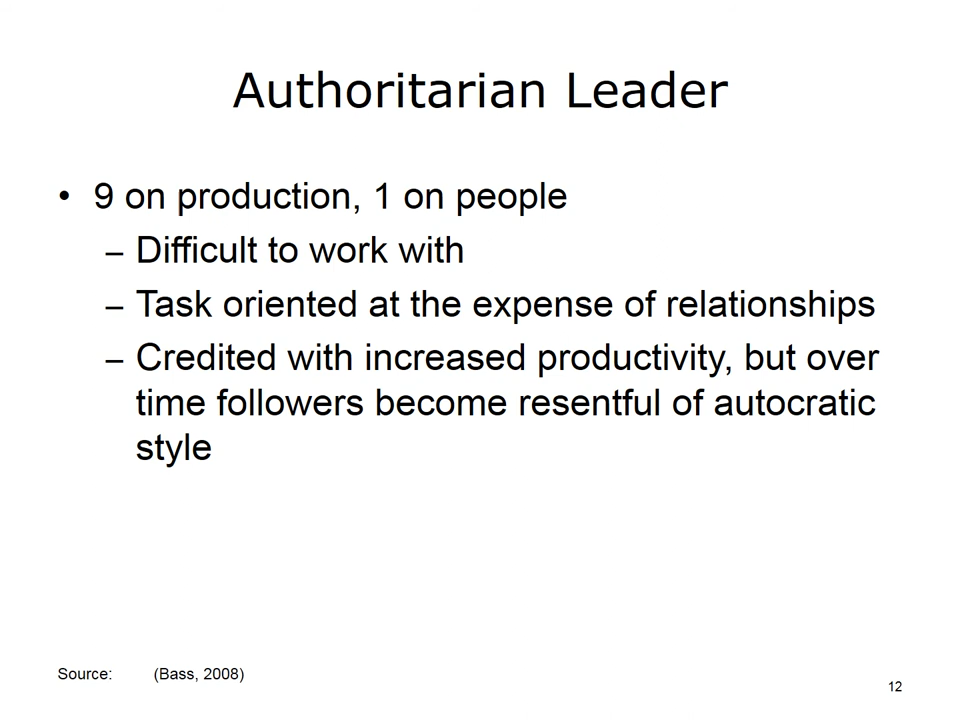 Authoritarian Leader
• 9 on production, 1 on people
– Difficult to work with
– Task oriented at the expense of relationships
– Credited with increased productivity, but over
time followers become resentful of autocratic
style
Source: (Bass, 2008)
12